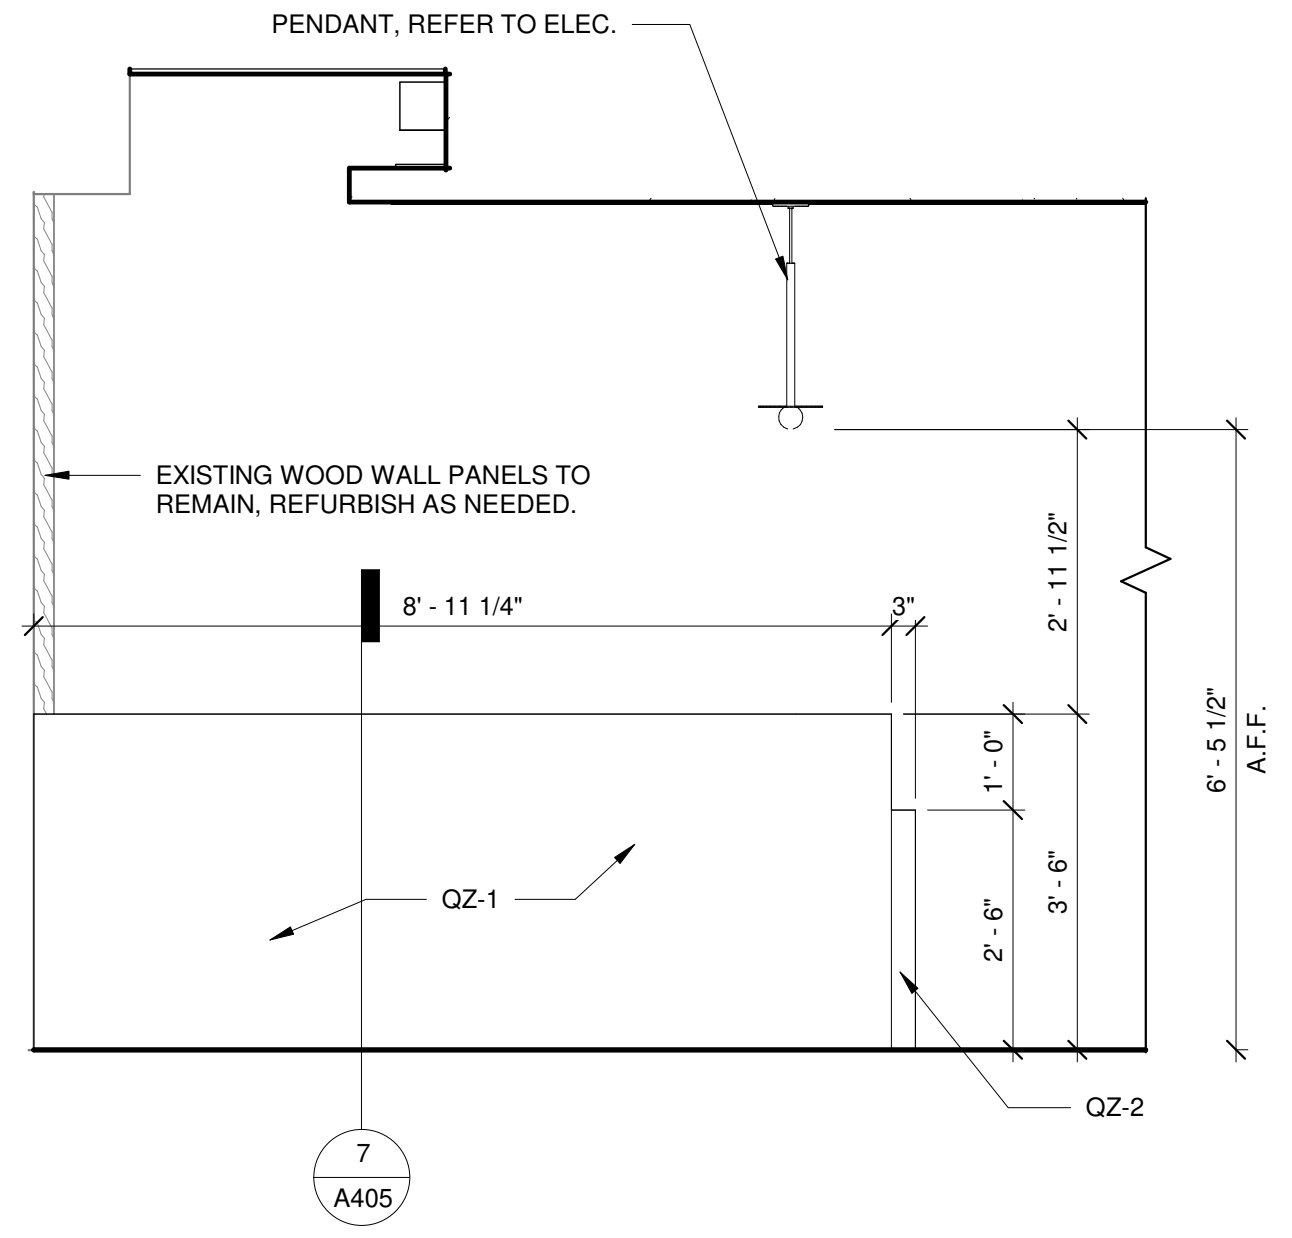 PENDANT, REFER TO ELEC.
EXISTING WOOD WALL PANELS TO
REMAIN, REFURBISH AS NEEDED.
8' - 11 1/4"
3"
2' - 11 1/2"
6' - 5 1/2"
A.F.F.
1' - 0"
3' - 6"
2' - 6"
QZ-1
QZ-2
7
A405